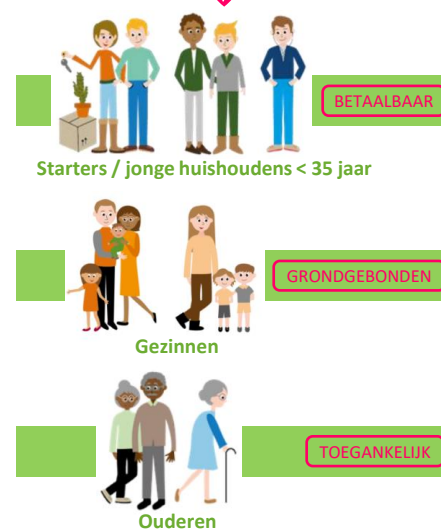 BETAALBAAR
Starters / jonge huishoudens < 35 jaar
GRONDGEBONDEN
Gezinnen
TOEGANKELIJK
Ouderen